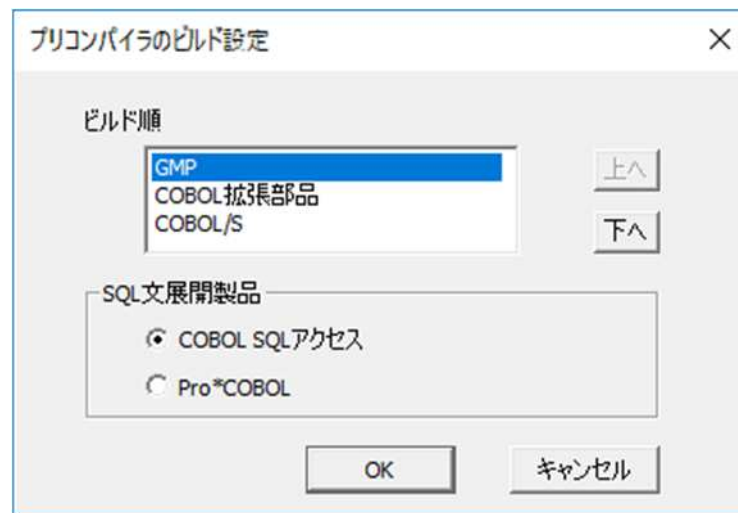 プリコンパイラのビルド設定
ビルド順
GMP
上へ
COBOL拡張部品
COBOL/S
下へ
SQL文展開製品
COBOL SQLアクセス
Pro*COBOL
OK
キャンセル